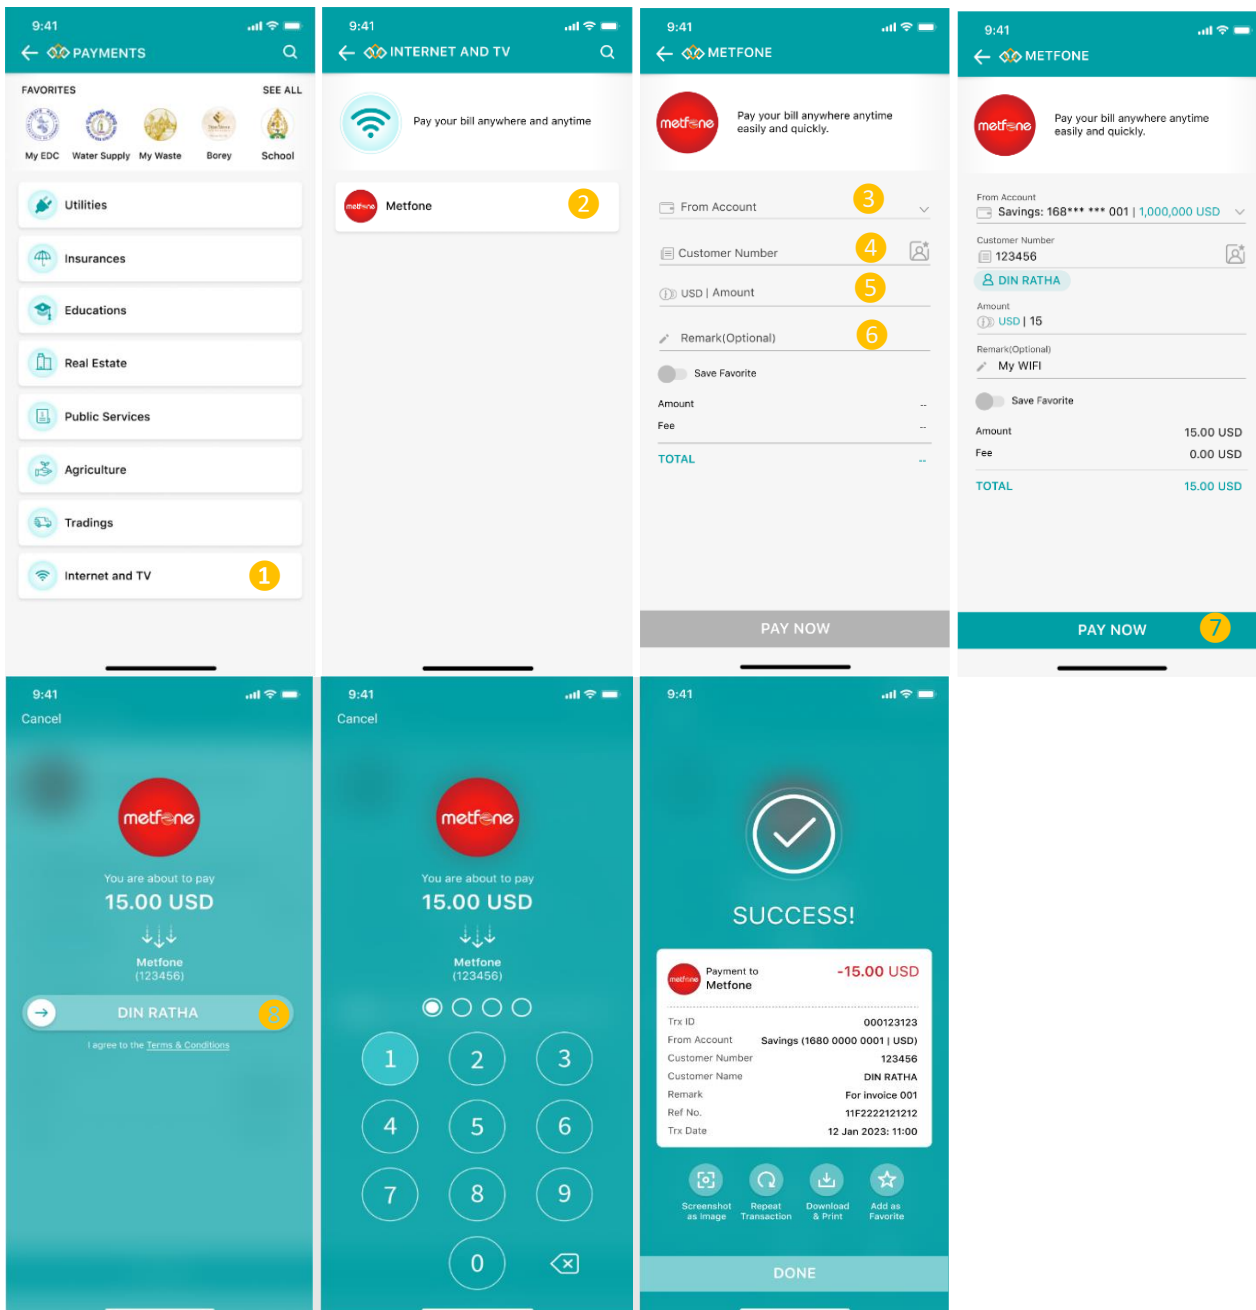 9:41
PAYMENTS
FAVORITES SEE ALL
My EDC Water Supply My Waste Borey School
Utilities
Insurances
Educations
Real Estate
Public Services
Agriculture
Tradings
Internet and TV 1
9:41
INTERNET AND TV
Pay your bill anywhere and anytime
metfone Metfone 2
9:41
METFONE
metfone
Pay your bill anywhere anytime
easily and quickly.
From Account 3
Customer Number 4
USD | Amount 5
Remark(Optional) 6
Save Favorite
Amount --
Fee --
TOTAL --
PAY NOW
9:41
METFONE
metfone
Pay your bill anywhere anytime
easily and quickly.
From Account
Savings: 168*** *** 001 | 1,000,000 USD
Customer Number
123456
DIN RATHA
Amount
USD | 15
Remark(Optional)
My WIFI
Save Favorite
Amount 15.00 USD
Fee 0.00 USD
TOTAL 15.00 USD
PAY NOW 7
9:41
Cancel
metfone
You are about to pay
15.00 USD
Metfone
(123456)
DIN RATHA 8
I agree to the Terms & Conditions
9:41
Cancel
metfone
You are about to pay
15.00 USD
Metfone
(123456)
1 2 3
4 5 6
7 8 9
0
9:41
SUCCESS!
metfone
Payment to -15.00 USD
Metfone
Trx ID 000123123
From Account Savings (1680 0000 0001 | USD)
Customer Number 123456
Customer Name DIN RATHA
Remark For invoice 001
Ref No. 11F2222121212
Trx Date 12 Jan 2023: 11:00
Screenshot Repeat Download Add as
as Image Transaction & Print Favorite
DONE